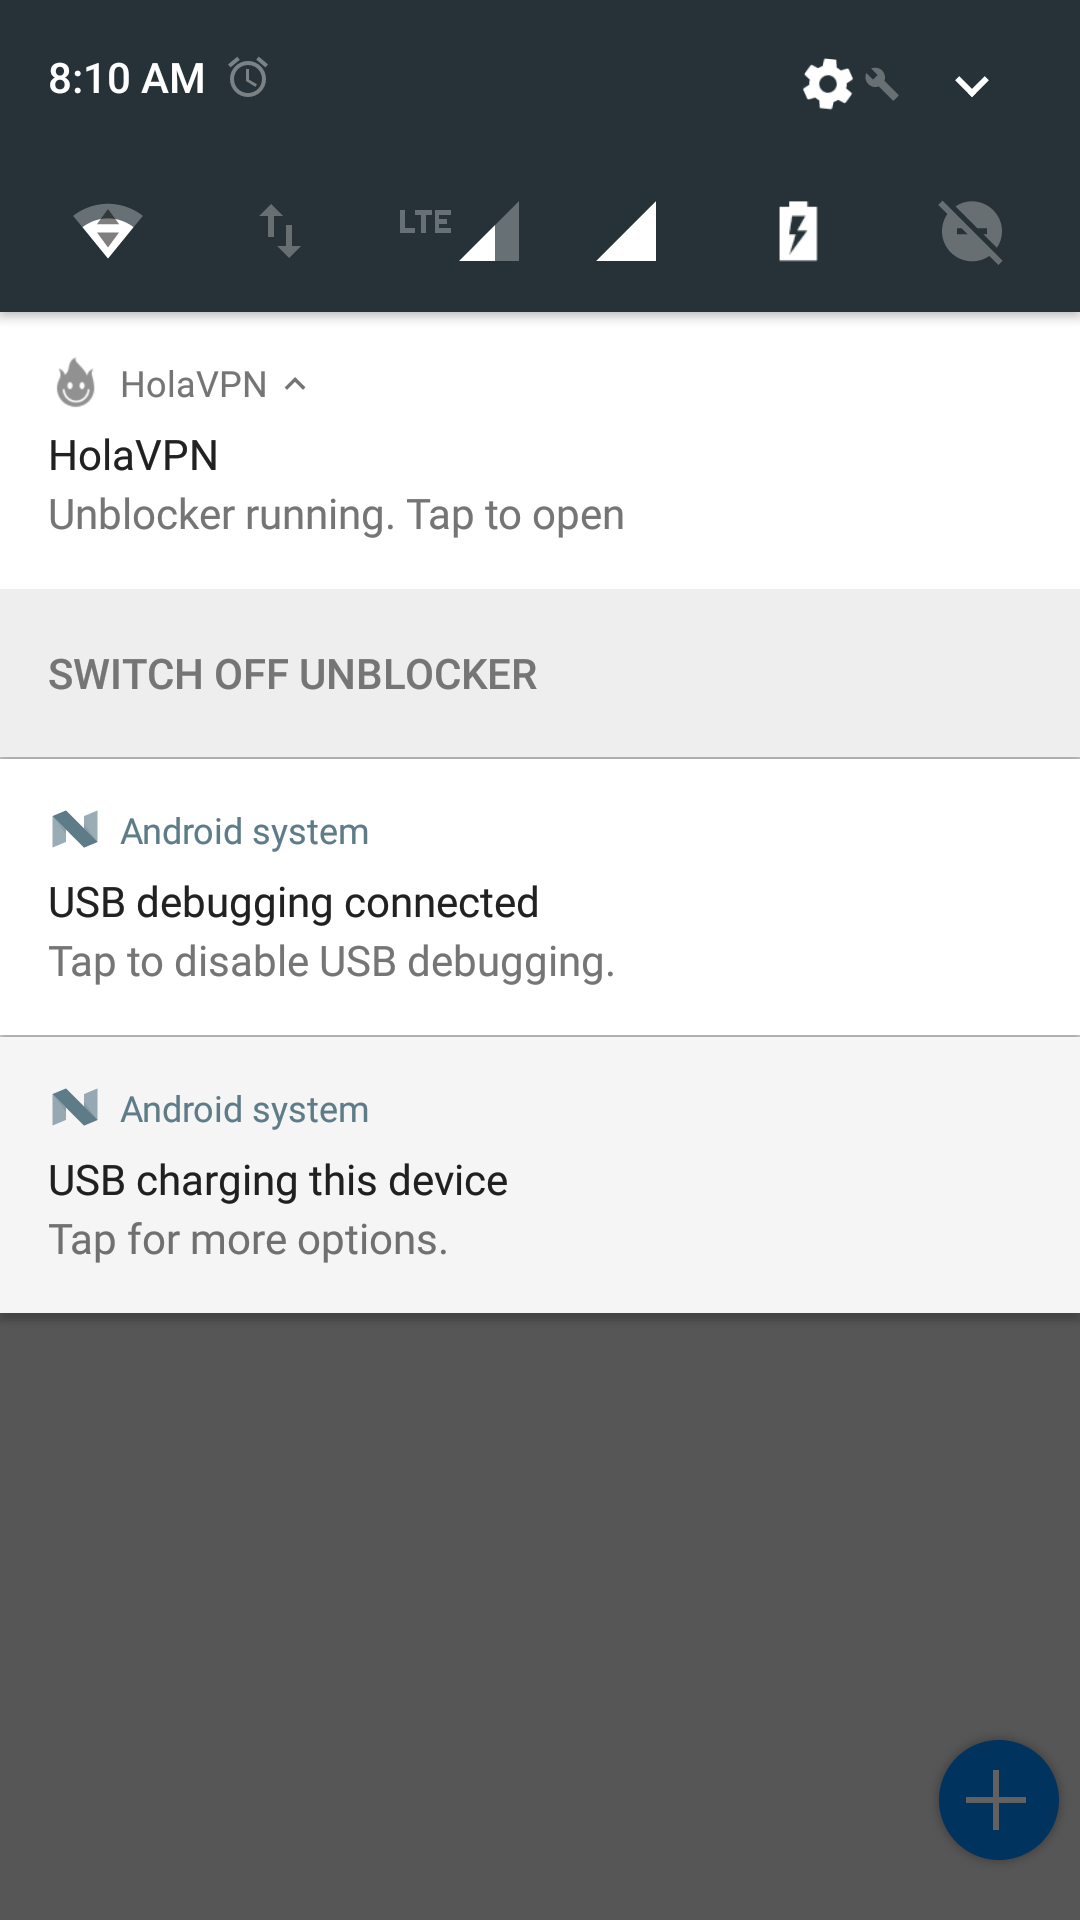 8:10 AM
LTE
HolaVPN
HolaVPN
Unblocker running. Tap to open
SWITCH OFF UNBLOCKER
Android system
USB debugging connected
Tap to disable USB debugging.
Android system
USB charging this device
Tap for more options.